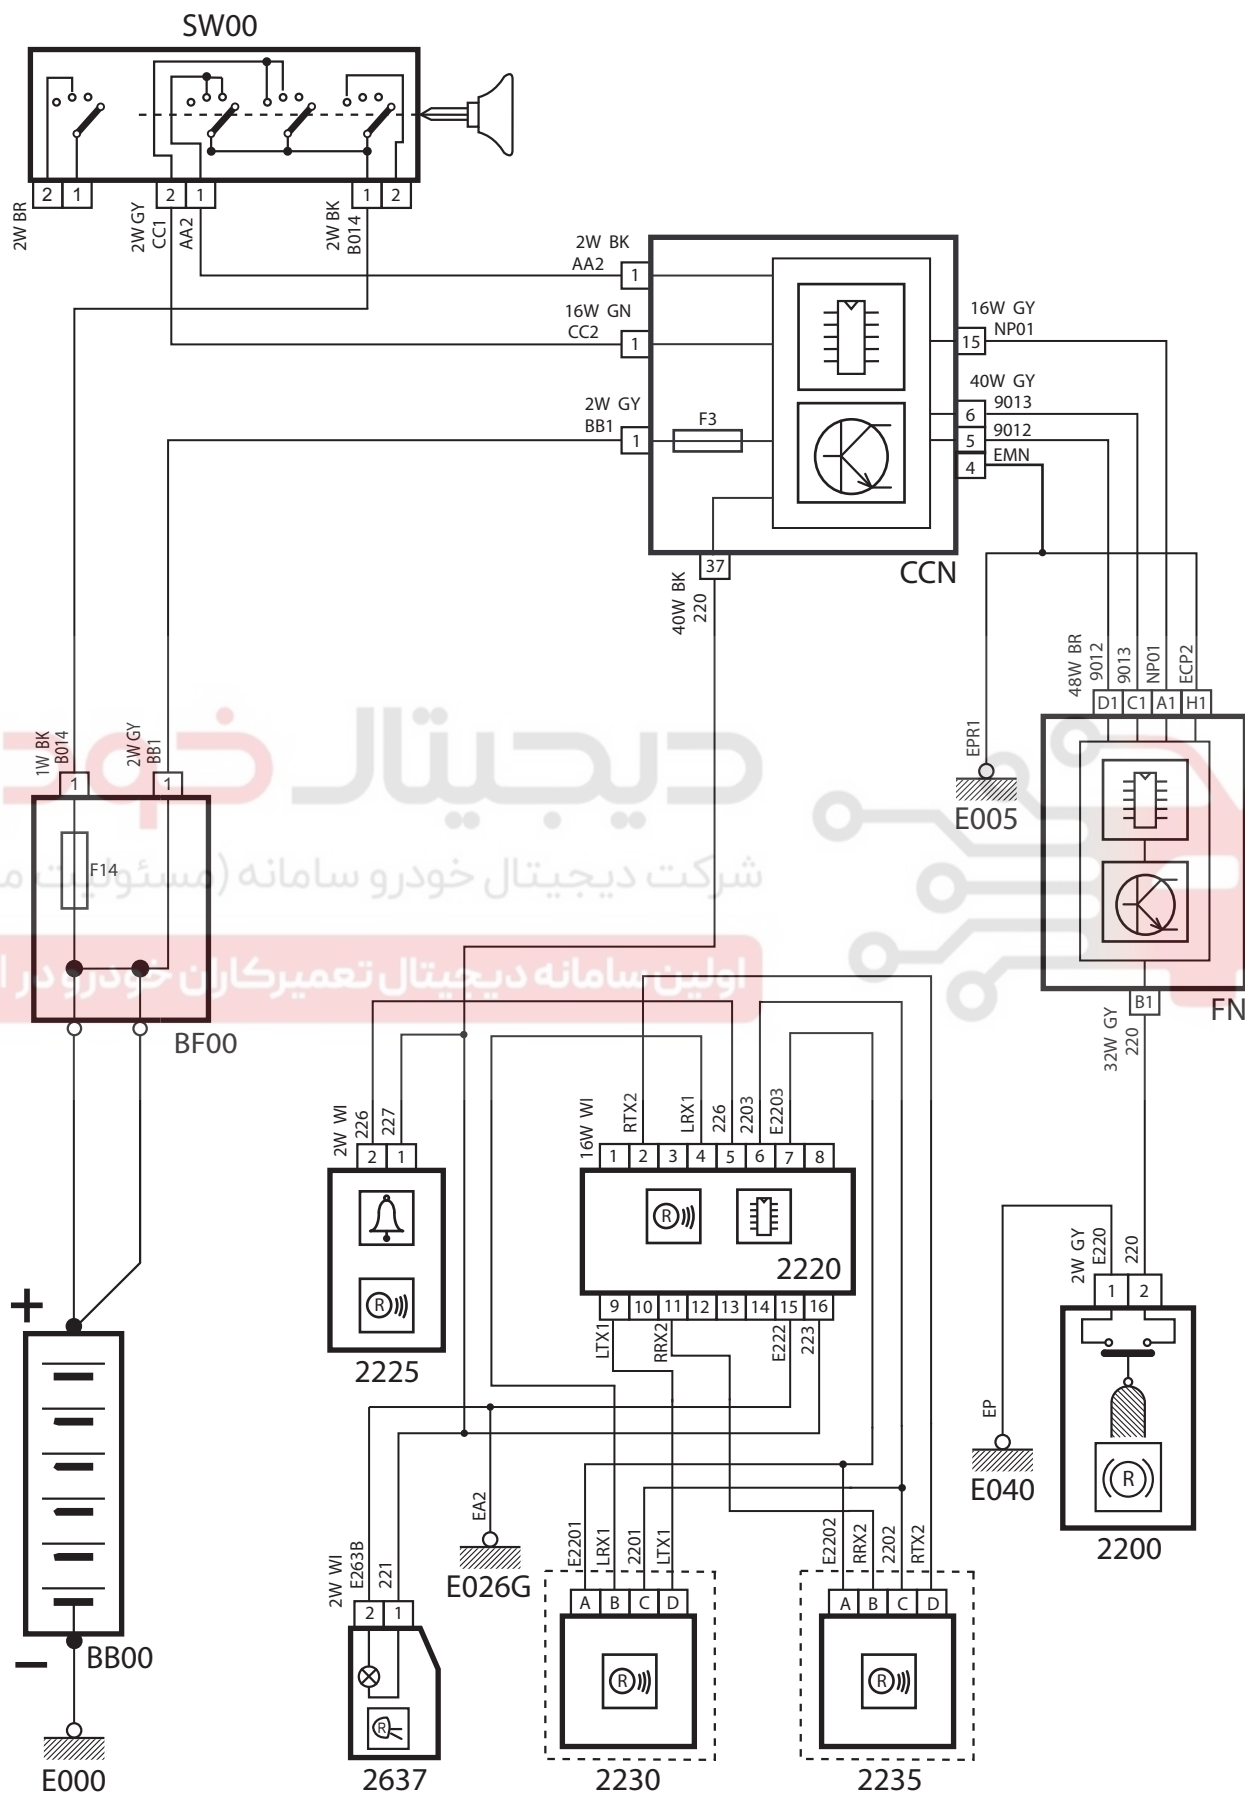 SW00
2 1
2 1
1 2
2W BR
2W GY
CC1
AA2
2W BK
B014
2W BK
AA2
1
16W GN
CC2
1
2W GY
BB1
1
F3
16W GY
15 NP01
40W GY
6 9013
5 9012
4 EMN
37
CCN
40W BK
220
48W BR
9012
9013
NP01
ECP2
D1 C1 A1 H1
EPR1
E005
1W BK
B014
2W GY
BB1
1 1
F14
BF00
دیجیتال خود
شرکت دیجیتال خودرو سامانه (مسئولیت م
اولین سامانه دیجیتال تعمیرکاران خودرو در ا
B1
FN
32W GY
220
2W WI
226
227
2 1
R
2225
16W WI
RTX2
LRX1
226
2203
E2203
1 2 3 4 5 6 7 8
R
2220
9 10 11 12 13 14 15 16
LTX1
RRX2
E222
223
2W GY
E220
220
1 2
R
2200
EP
E040
+
BB00
−
E000
EA2
E026G
2W WI
E263B
221
2 1
R
2637
E2201
LRX1
2201
LTX1
A B C D
R
2230
E2202
RRX2
2202
RTX2
A B C D
R
2235